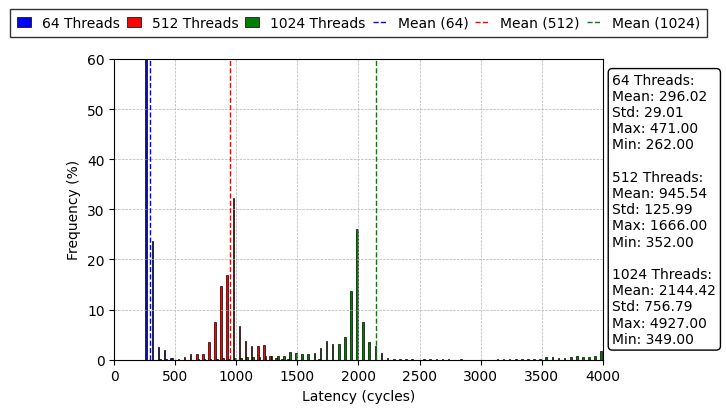 64 Threads 512 Threads 1024 Threads Mean (64) Mean (512) Mean (1024)
60
50
40
30
20
10
0
Frequency (%)
0 500 1000 1500 2000 2500 3000 3500 4000
Latency (cycles)
64 Threads:
Mean: 296.02
Std: 29.01
Max: 471.00
Min: 262.00
512 Threads:
Mean: 945.54
Std: 125.99
Max: 1666.00
Min: 352.00
1024 Threads:
Mean: 2144.42
Std: 756.79
Max: 4927.00
Min: 349.00